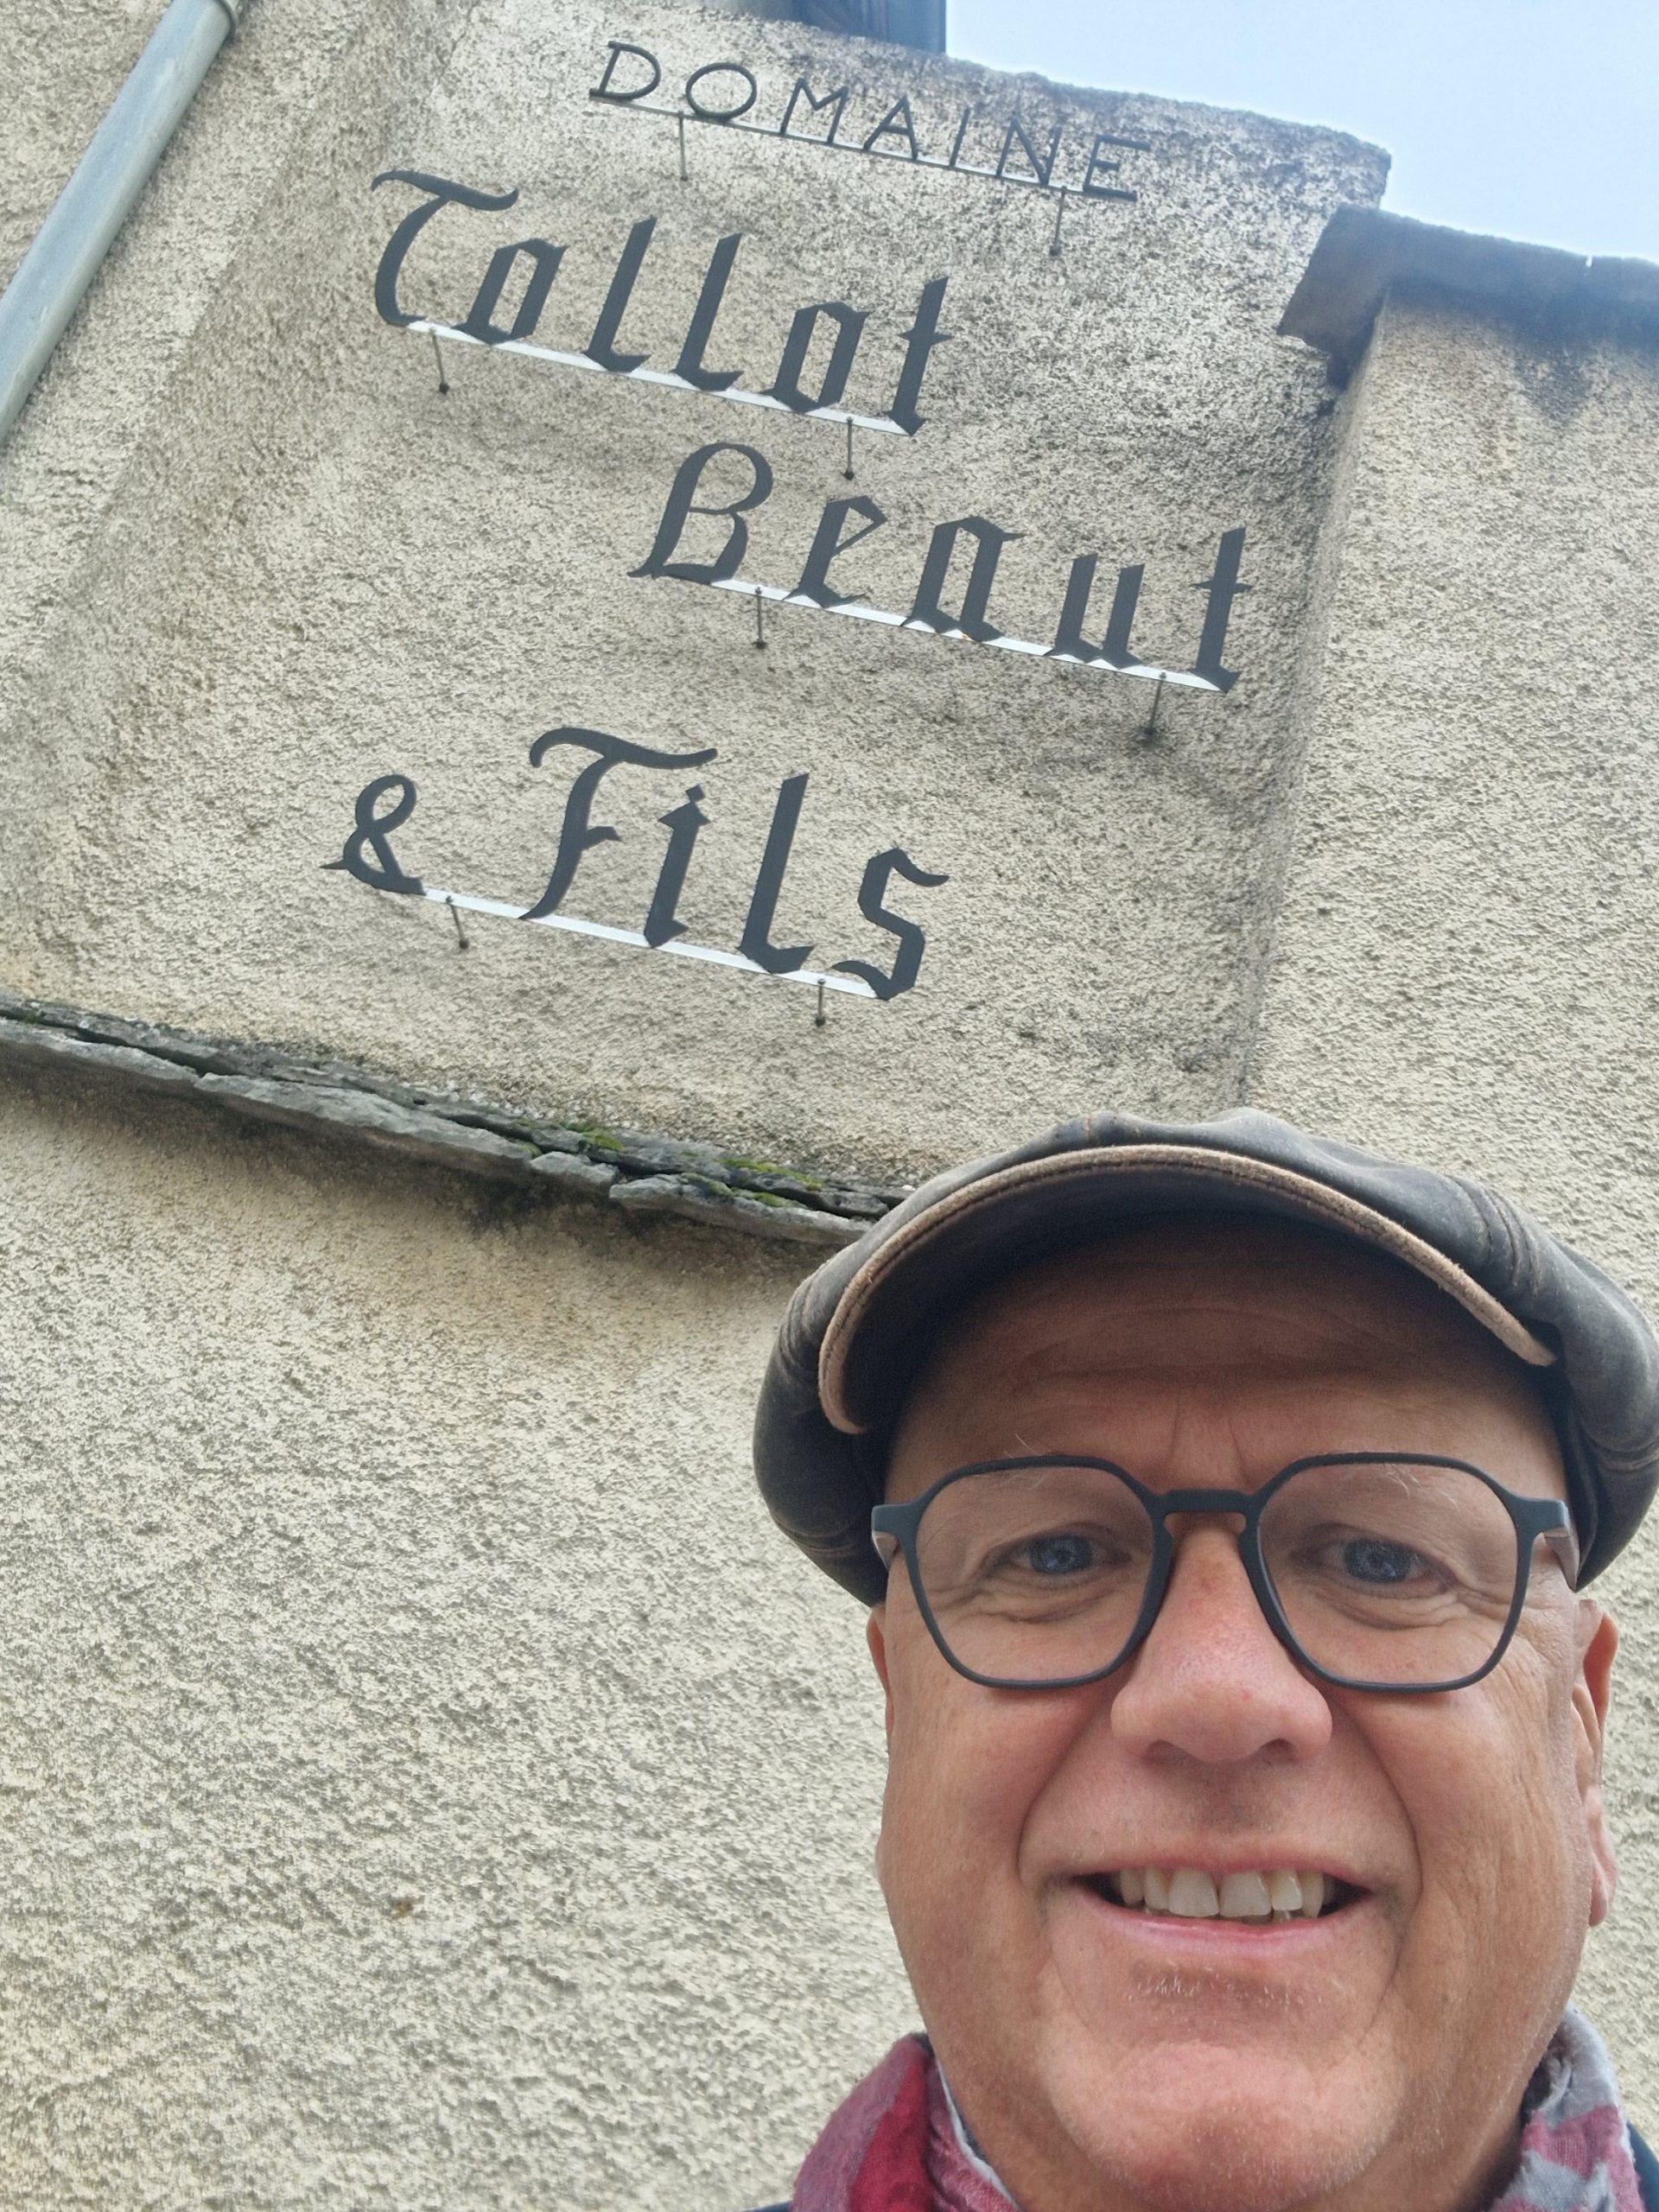 DOMAINE
Tollot
Beaut
& Fils